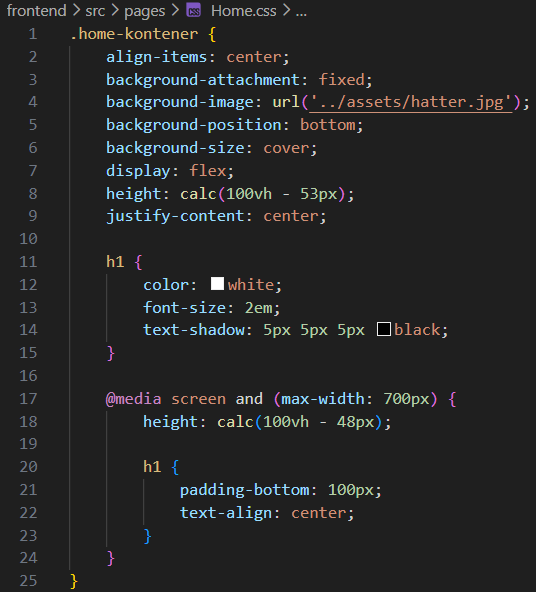 frontend > src > pages > Home.css > ...
1 .home-kontener {
2     align-items: center;
3     background-attachment: fixed;
4     background-image: url('../assets/hatter.jpg');
5     background-position: bottom;
6     background-size: cover;
7     display: flex;
8     height: calc(100vh - 53px);
9     justify-content: center;
10
11     h1 {
12         color: white;
13         font-size: 2em;
14         text-shadow: 5px 5px 5px black;
15     }
16
17     @media screen and (max-width: 700px) {
18         height: calc(100vh - 48px);
19
20         h1 {
21             padding-bottom: 100px;
22             text-align: center;
23         }
24     }
25 }